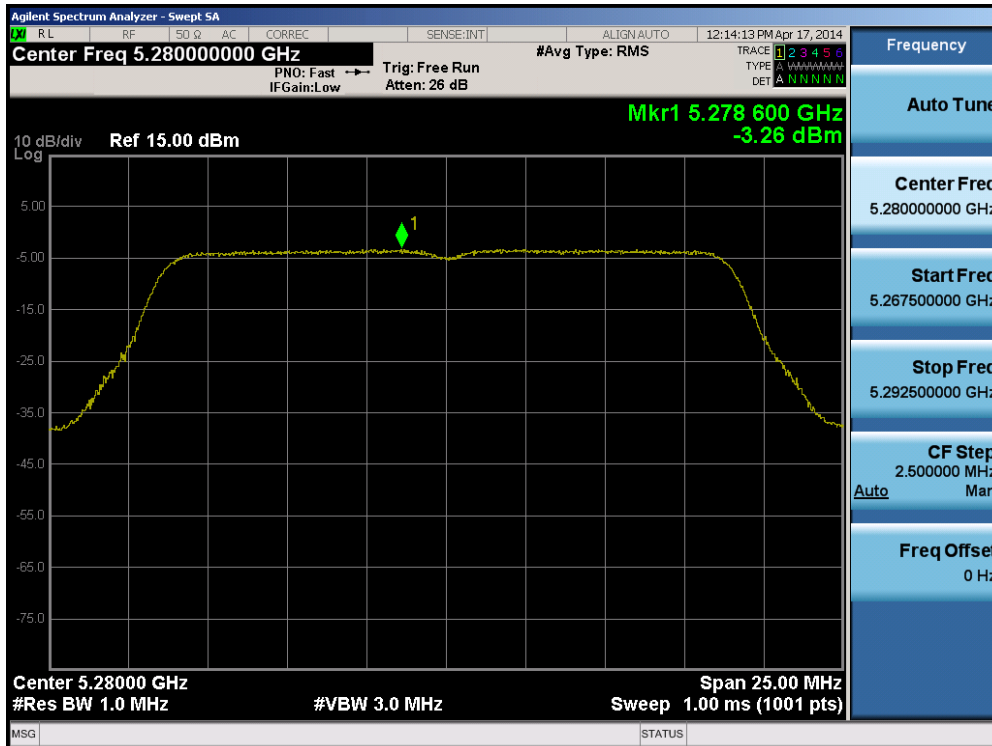 Agilent Spectrum Analyzer - Swept SA
LXI RL RF 50 Ω AC CORREC SENSE:INT ALIGN AUTO 12:14:13 PM Apr 17, 2014
Center Freq 5.280000000 GHz
PNO: Fast
IFGain:Low
Trig: Free Run
Atten: 26 dB
#Avg Type: RMS
TRACE 1 2 3 4 5 6
TYPE A WWWWW
DET A N N N N N
Mkr1 5.278 600 GHz
-3.26 dBm
10 dB/div Ref 15.00 dBm
Log
1
5.00
-5.00
-15.0
-25.0
-35.0
-45.0
-55.0
-65.0
-75.0
Center 5.28000 GHz Span 25.00 MHz
#Res BW 1.0 MHz #VBW 3.0 MHz Sweep 1.00 ms (1001 pts)
MSG STATUS
Frequency
Auto Tune
Center Freq
5.280000000 GHz
Start Freq
5.267500000 GHz
Stop Freq
5.292500000 GHz
CF Step
2.500000 MHz
Auto Man
Freq Offset
0 Hz